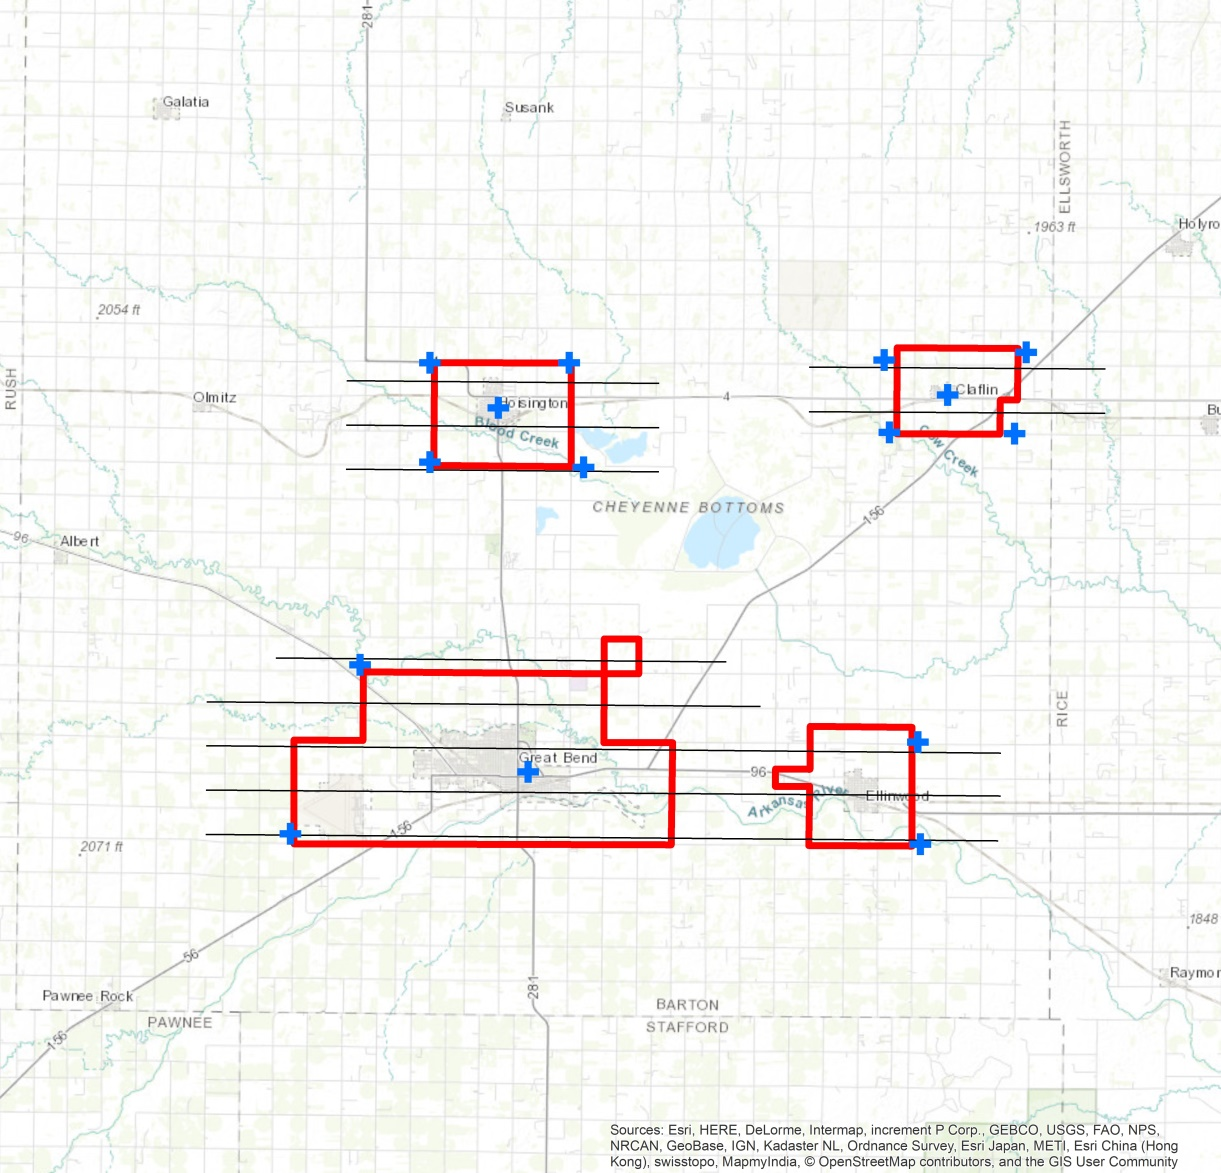 281
Galatia
Susank
ELLSWORTH
1963 ft
Holyro
2054 ft
RUSH
Olmitz
Hoisington
Blood Creek
4
Claflin
Bu
Cow Creek
CHEYENNE BOTTOMS
156
96
Albert
RICE
Great Bend
96
Arkansas River
Ellinwood
156
2071 ft
1848
56
281
Raymor
Pawnee Rock
BARTON
PAWNEE
STAFFORD
156
Sources: Esri, HERE, DeLorme, Intermap, increment P Corp., GEBCO, USGS, FAO, NPS,
NRCAN, GeoBase, IGN, Kadaster NL, Ordnance Survey, Esri Japan, METI, Esri China (Hong
Kong), swisstopo, MapmyIndia, © OpenStreetMap contributors, and the GIS User Community